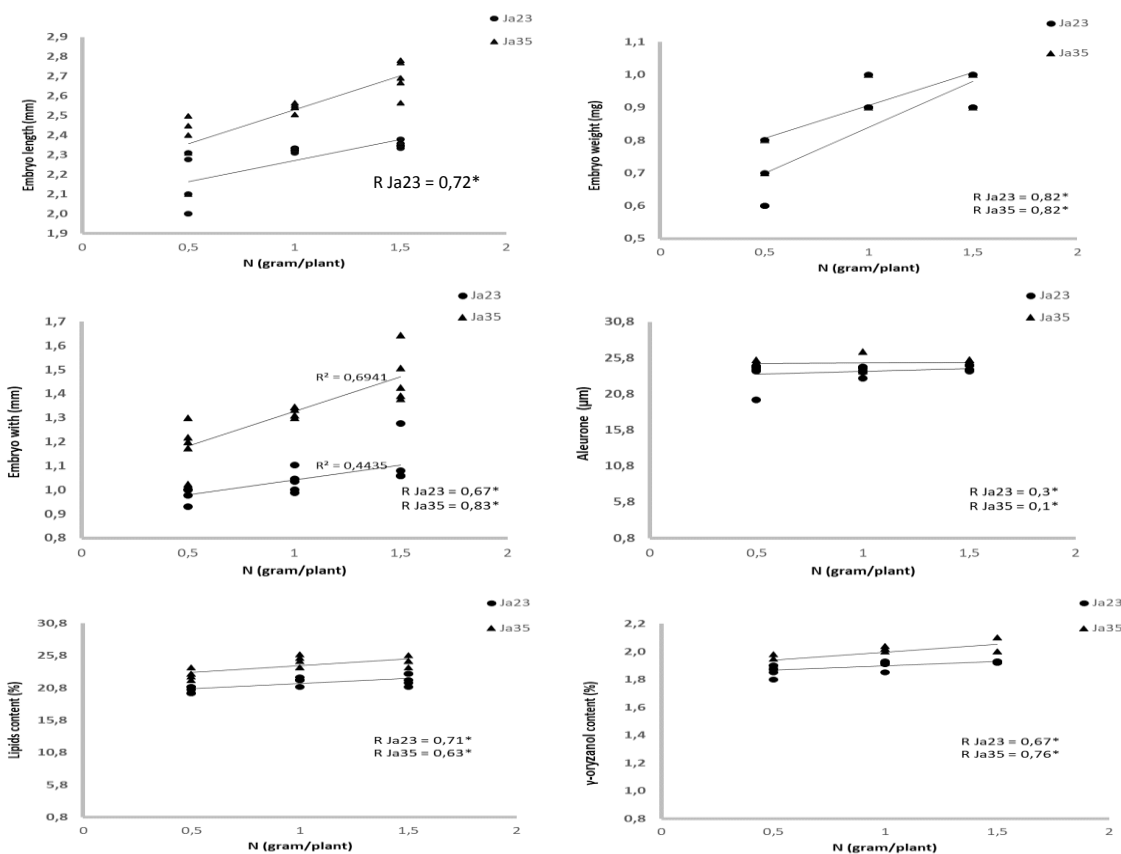 Ja23
Ja35
2,9
2,8
2,7
2,6
2,5
2,4
2,3
2,2
2,1
2,0
1,9
Embryo length (mm)
R Ja23 = 0,72*
0
0,5
1
1,5
2
N (gram/plant)
Ja23
Ja35
1,1
1,0
0,9
0,8
0,7
0,6
0,5
Embryo weight (mg)
R Ja23 = 0,82*
R Ja35 = 0,82*
0
0,5
1
1,5
2
N (gram/plant)
Ja23
Ja35
1,7
1,6
1,5
1,4
1,3
1,2
1,1
1,0
0,9
0,8
Embryo with (mm)
R² = 0,6941
R² = 0,4435
R Ja23 = 0,67*
R Ja35 = 0,83*
0
0,5
1
1,5
2
N (gram/plant)
Ja23
Ja35
30,8
25,8
20,8
15,8
10,8
5,8
0,8
Aleurone (µm)
R Ja23 = 0,3*
R Ja35 = 0,1*
0
0,5
1
1,5
2
N (gram/plant)
Ja23
Ja35
30,8
25,8
20,8
15,8
10,8
5,8
0,8
Lipids content (%)
R Ja23 = 0,71*
R Ja35 = 0,63*
0
0,5
1
1,5
2
N (gram/plant)
Ja23
Ja35
2,2
2,0
1,8
1,6
1,4
1,2
1,0
0,8
γ-oryzanol content (%)
R Ja23 = 0,67*
R Ja35 = 0,76*
0
0,5
1
1,5
2
N (gram/plant)